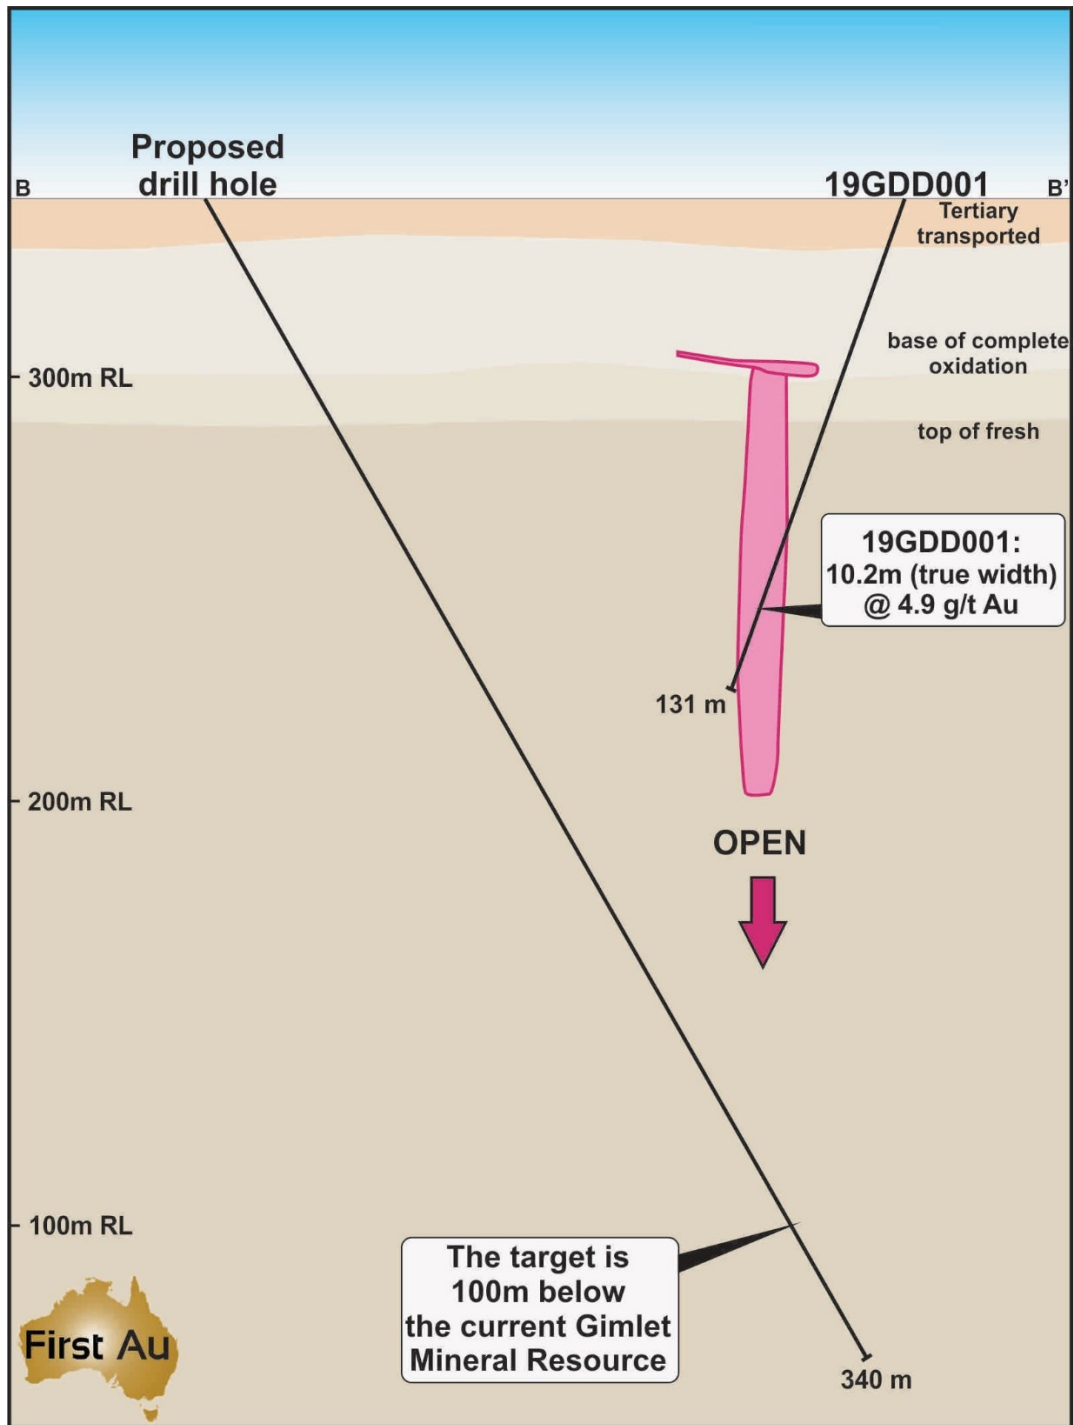 Proposed
drill hole
B
19GDD001
B'
Tertiary
transported
base of complete
oxidation
300m RL
top of fresh
19GDD001:
10.2m (true width)
@ 4.9 g/t Au
131 m
200m RL
OPEN
100m RL
The target is
100m below
the current Gimlet
Mineral Resource
First Au
340 m